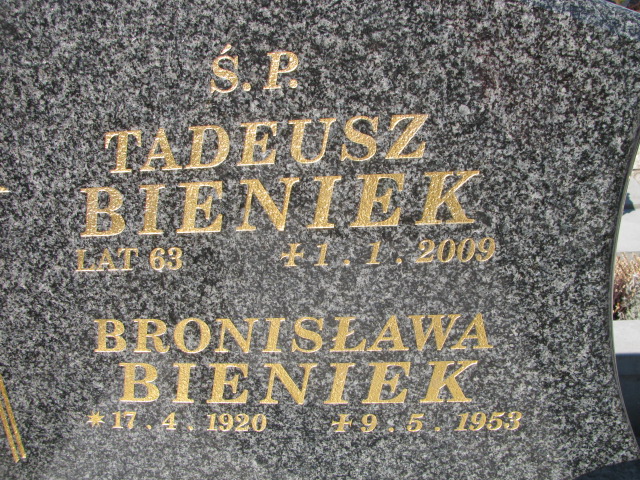 Ś.P.
TADEUSZ
BIENIEK
LAT 63 ✝1.1.2009
BRONISŁAWA
BIENIEK
*17.4.1920 ✝9.5.1953